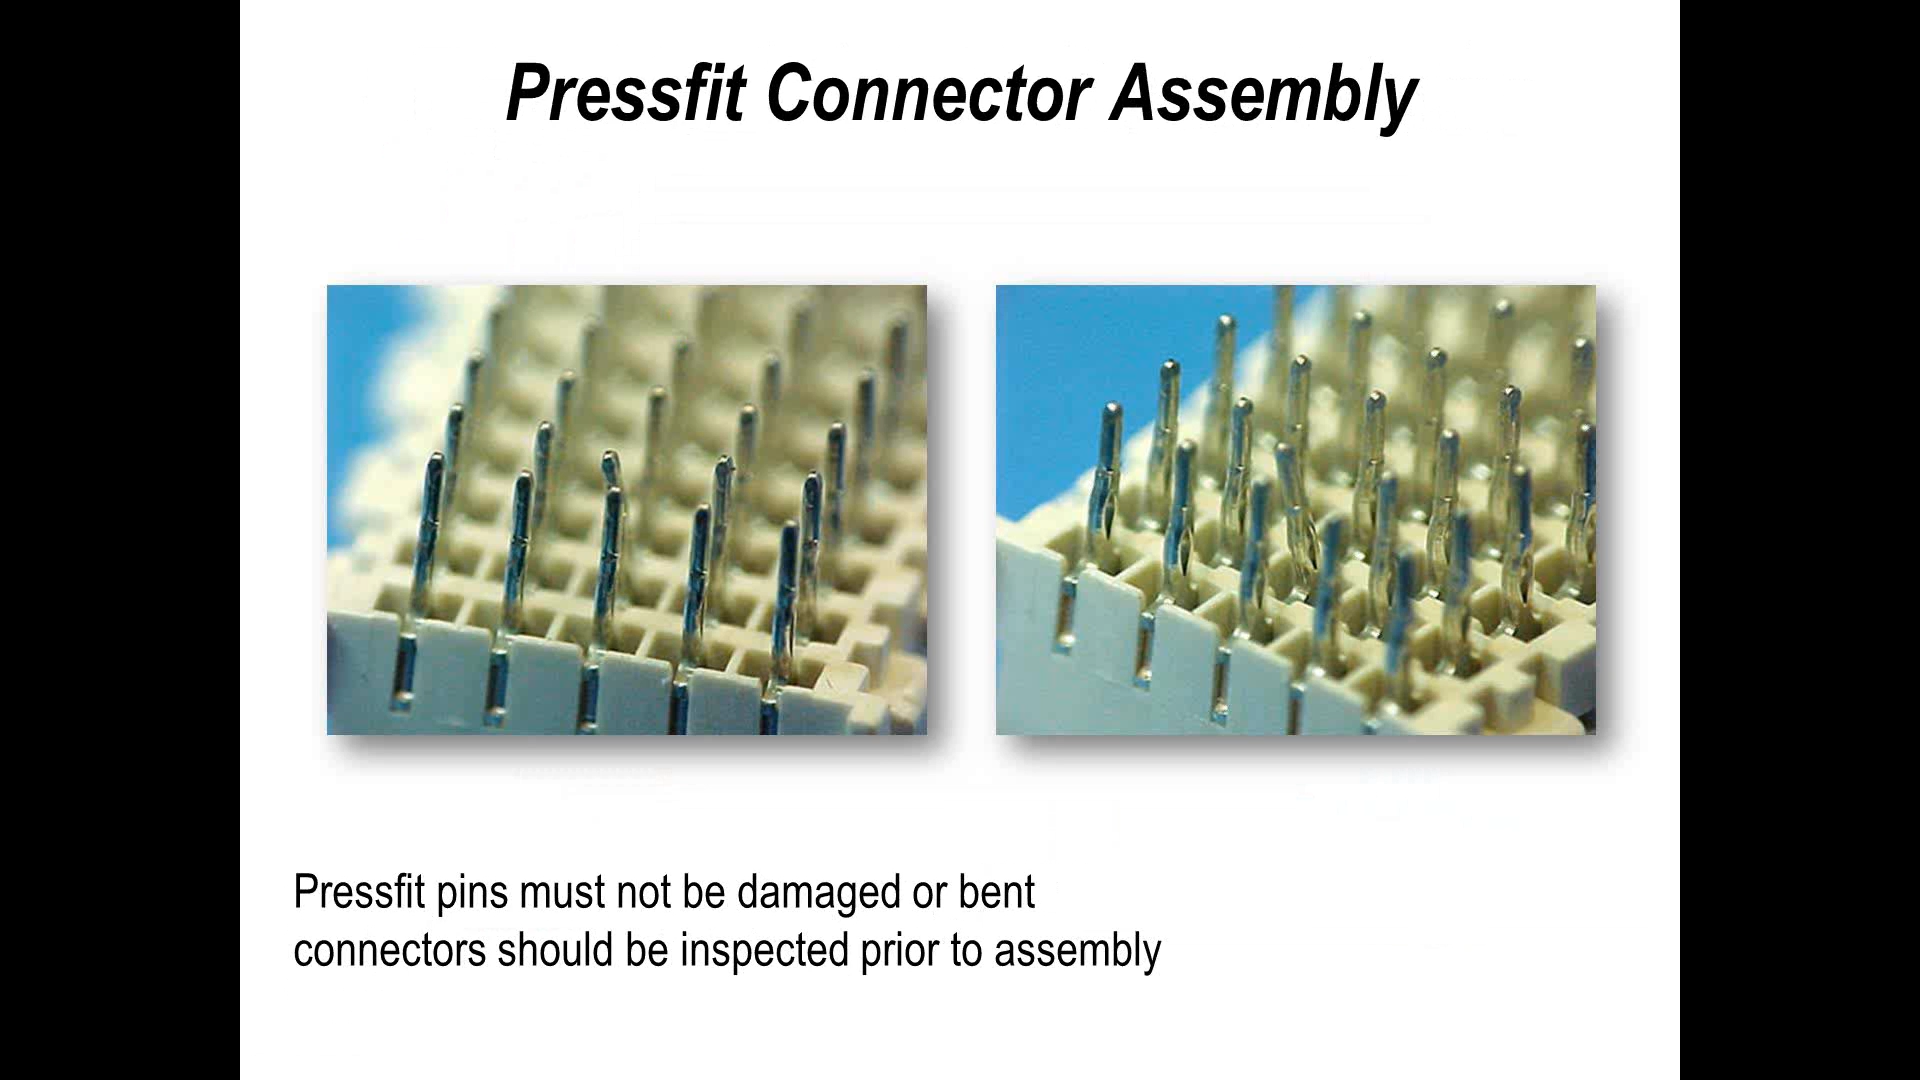 Pressfit Connector Assembly
Pressfit pins must not be damaged or bent
connectors should be inspected prior to assembly